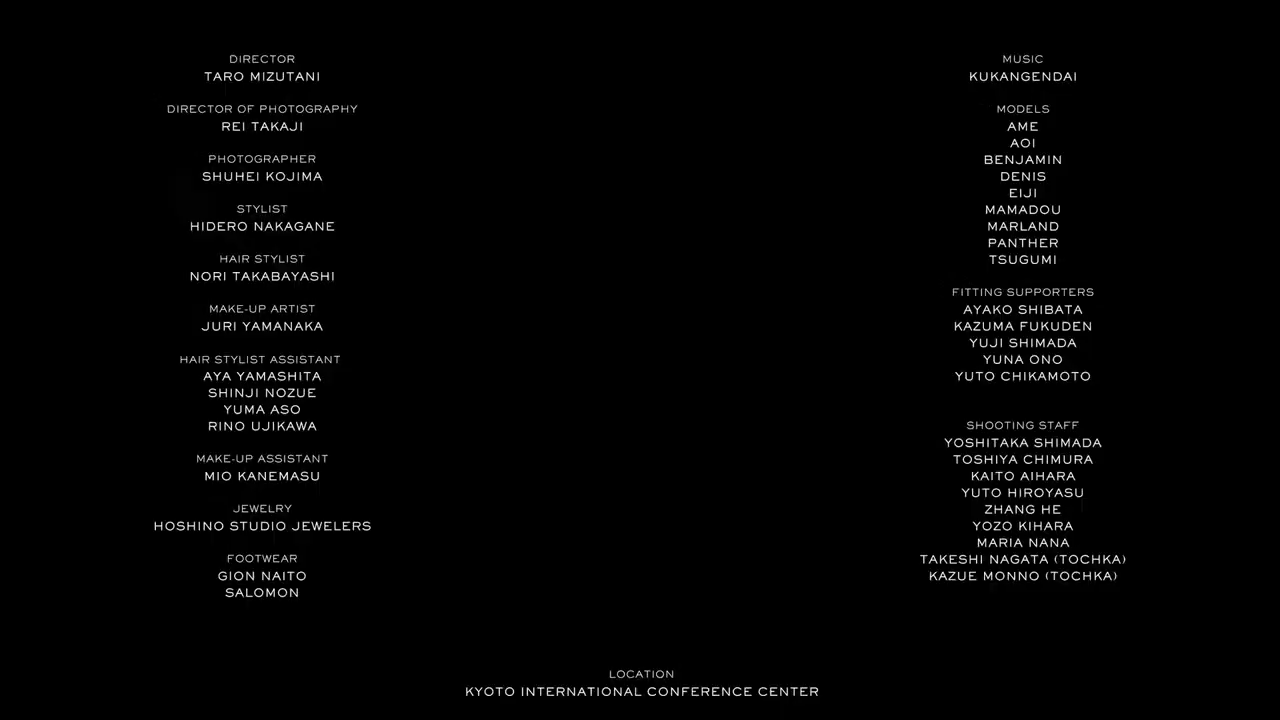 DIRECTOR
TARO MIZUTANI
DIRECTOR OF PHOTOGRAPHY
REI TAKAJI
PHOTOGRAPHER
SHUHEI KOJIMA
STYLIST
HIDERO NAKAGANE
HAIR STYLIST
NORI TAKABAYASHI
MAKE-UP ARTIST
JURI YAMANAKA
HAIR STYLIST ASSISTANT
AYA YAMASHITA
SHINJI NOZUE
YUMA ASO
RINO UJIKAWA
MAKE-UP ASSISTANT
MIO KANEMASU
JEWELRY
HOSHINO STUDIO JEWELERS
FOOTWEAR
GION NAITO
SALOMON
MUSIC
KUKANGENDAI
MODELS
AME
AOI
BENJAMIN
DENIS
EIJI
MAMADOU
MARLAND
PANTHER
TSUGUMI
FITTING SUPPORTERS
AYAKO SHIBATA
KAZUMA FUKUDEN
YUJI SHIMADA
YUNA ONO
YUTO CHIKAMOTO
SHOOTING STAFF
YOSHITAKA SHIMADA
TOSHIYA CHIMURA
KAITO AIHARA
YUTO HIROYASU
ZHANG HE
YOZO KIHARA
MARIA NANA
TAKESHI NAGATA (TOCHKA)
KAZUE MONNO (TOCHKA)
LOCATION
KYOTO INTERNATIONAL CONFERENCE CENTER